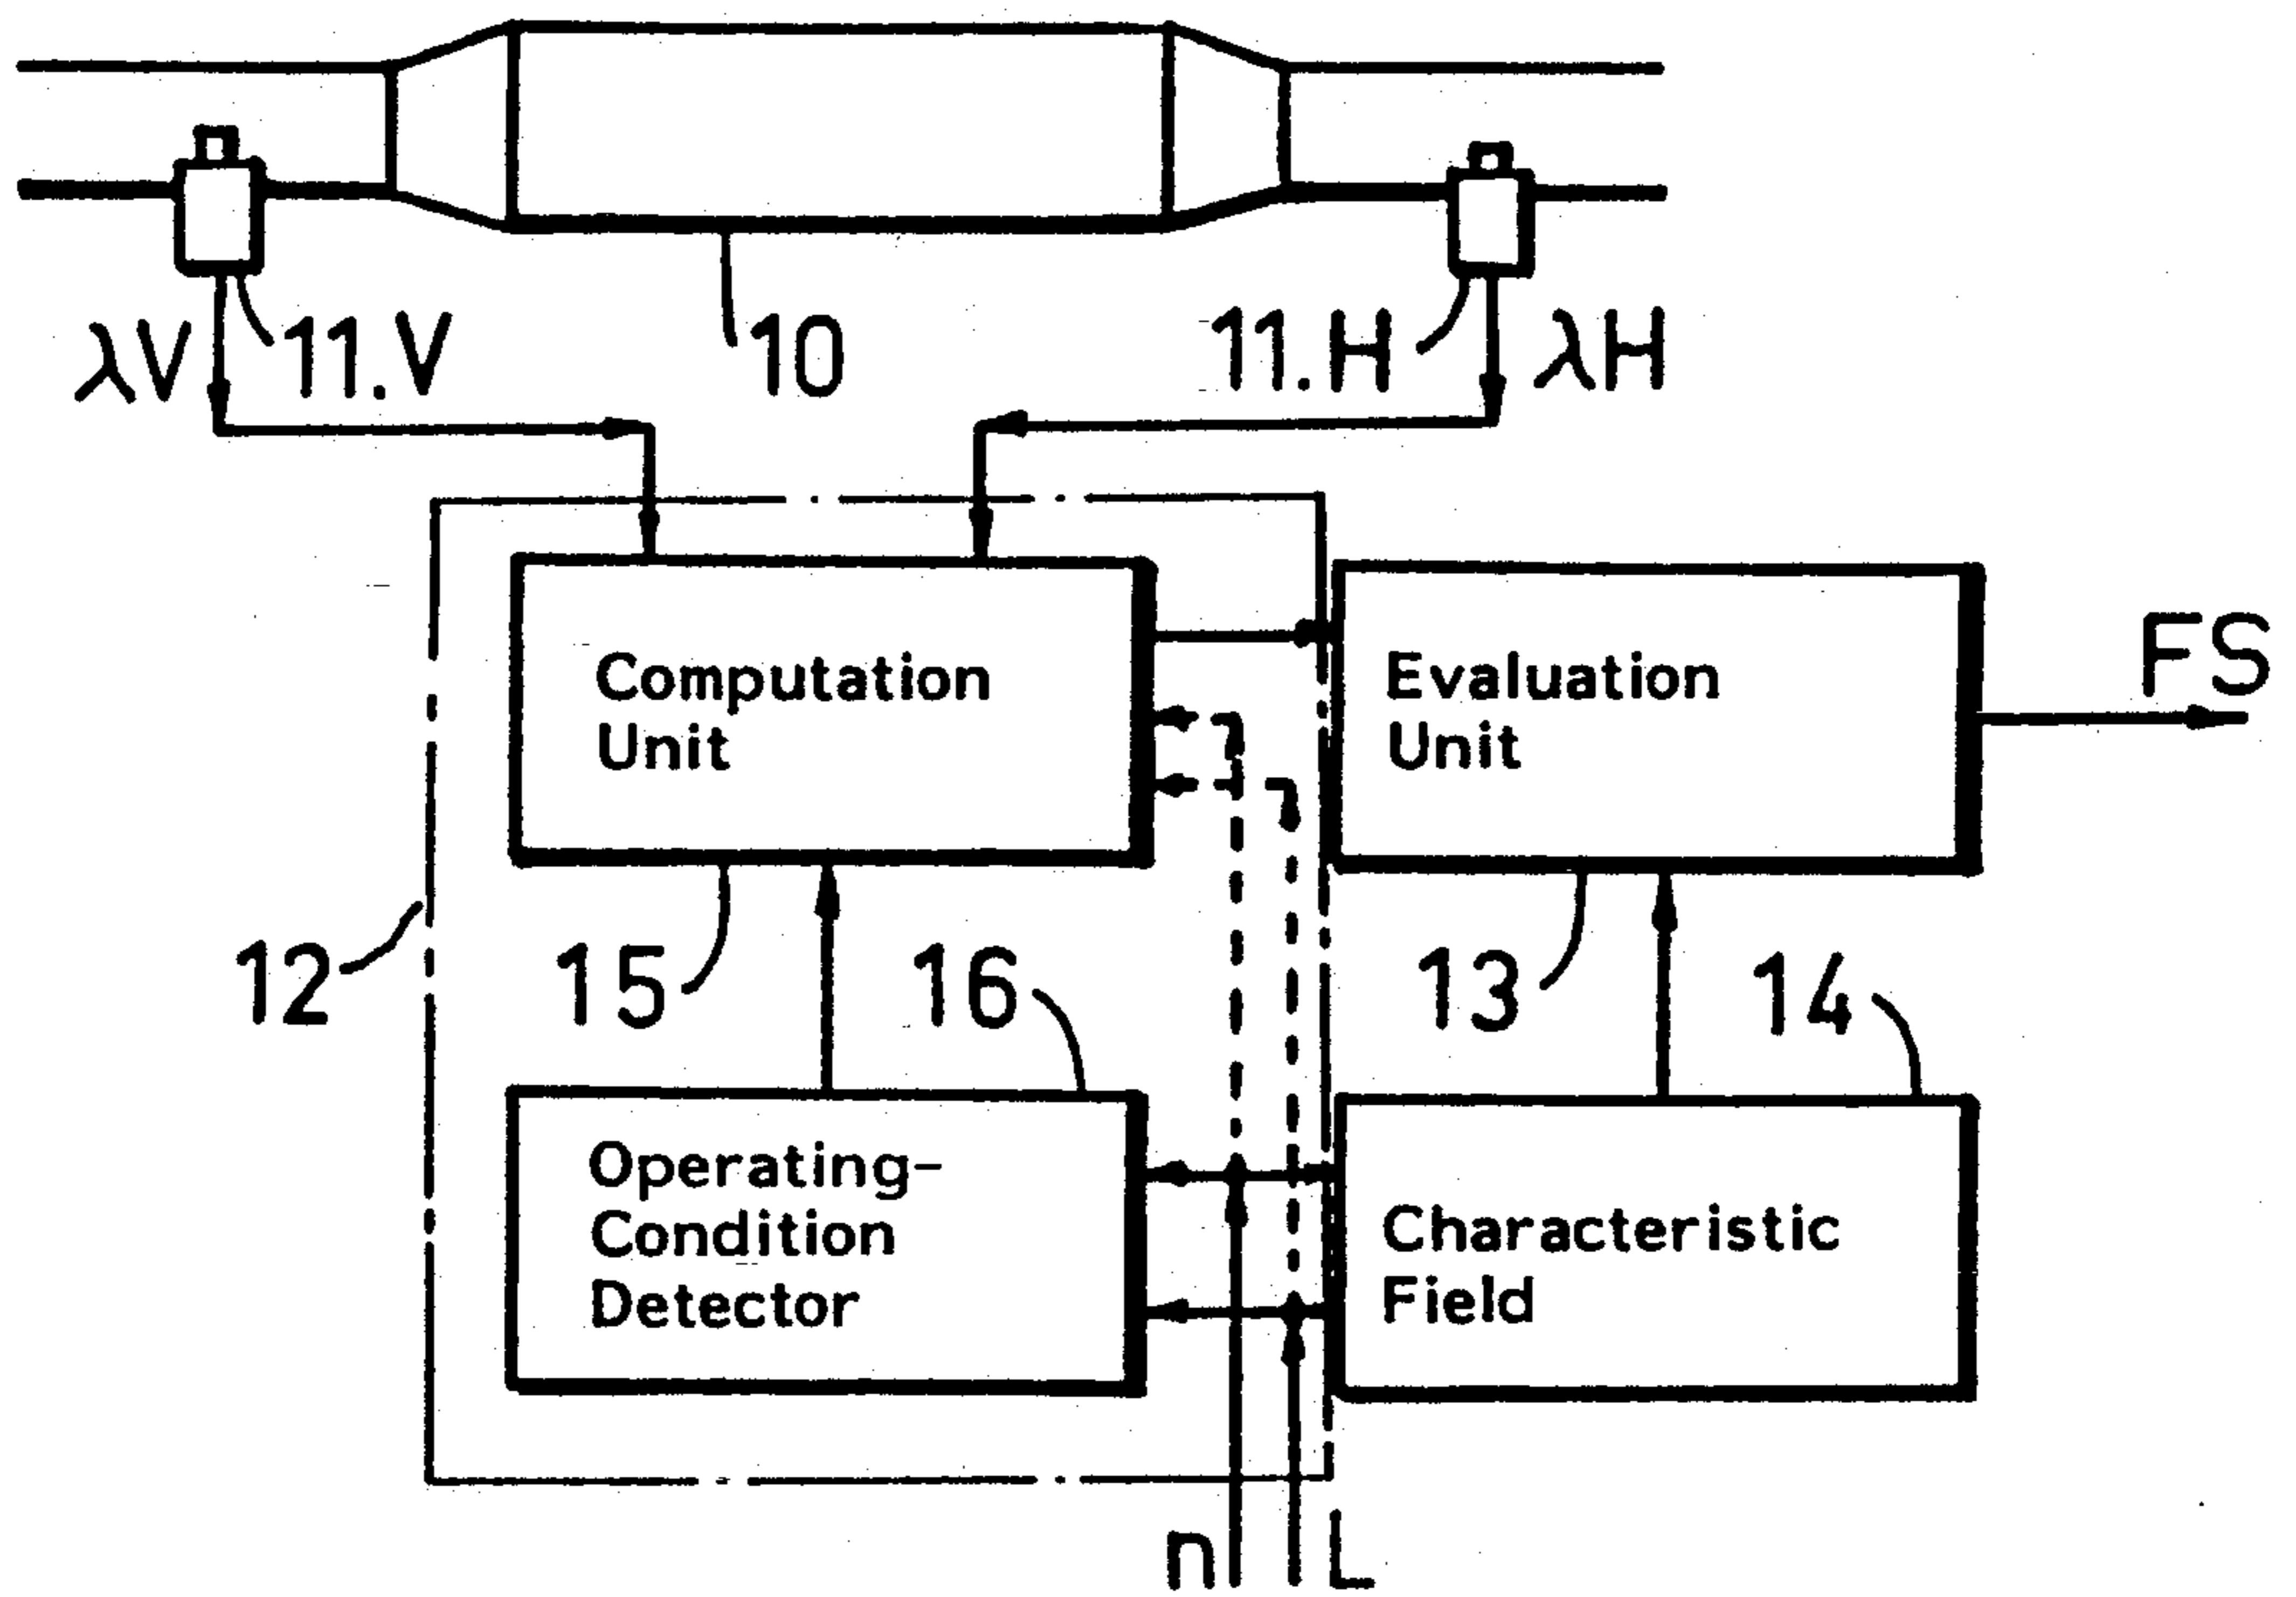 λV
11.V
10
11.H
λH
Computation
Unit
Evaluation
Unit
FS
12
15
16
13
14
Operating-
Condition
Detector
Characteristic
Field
n
L